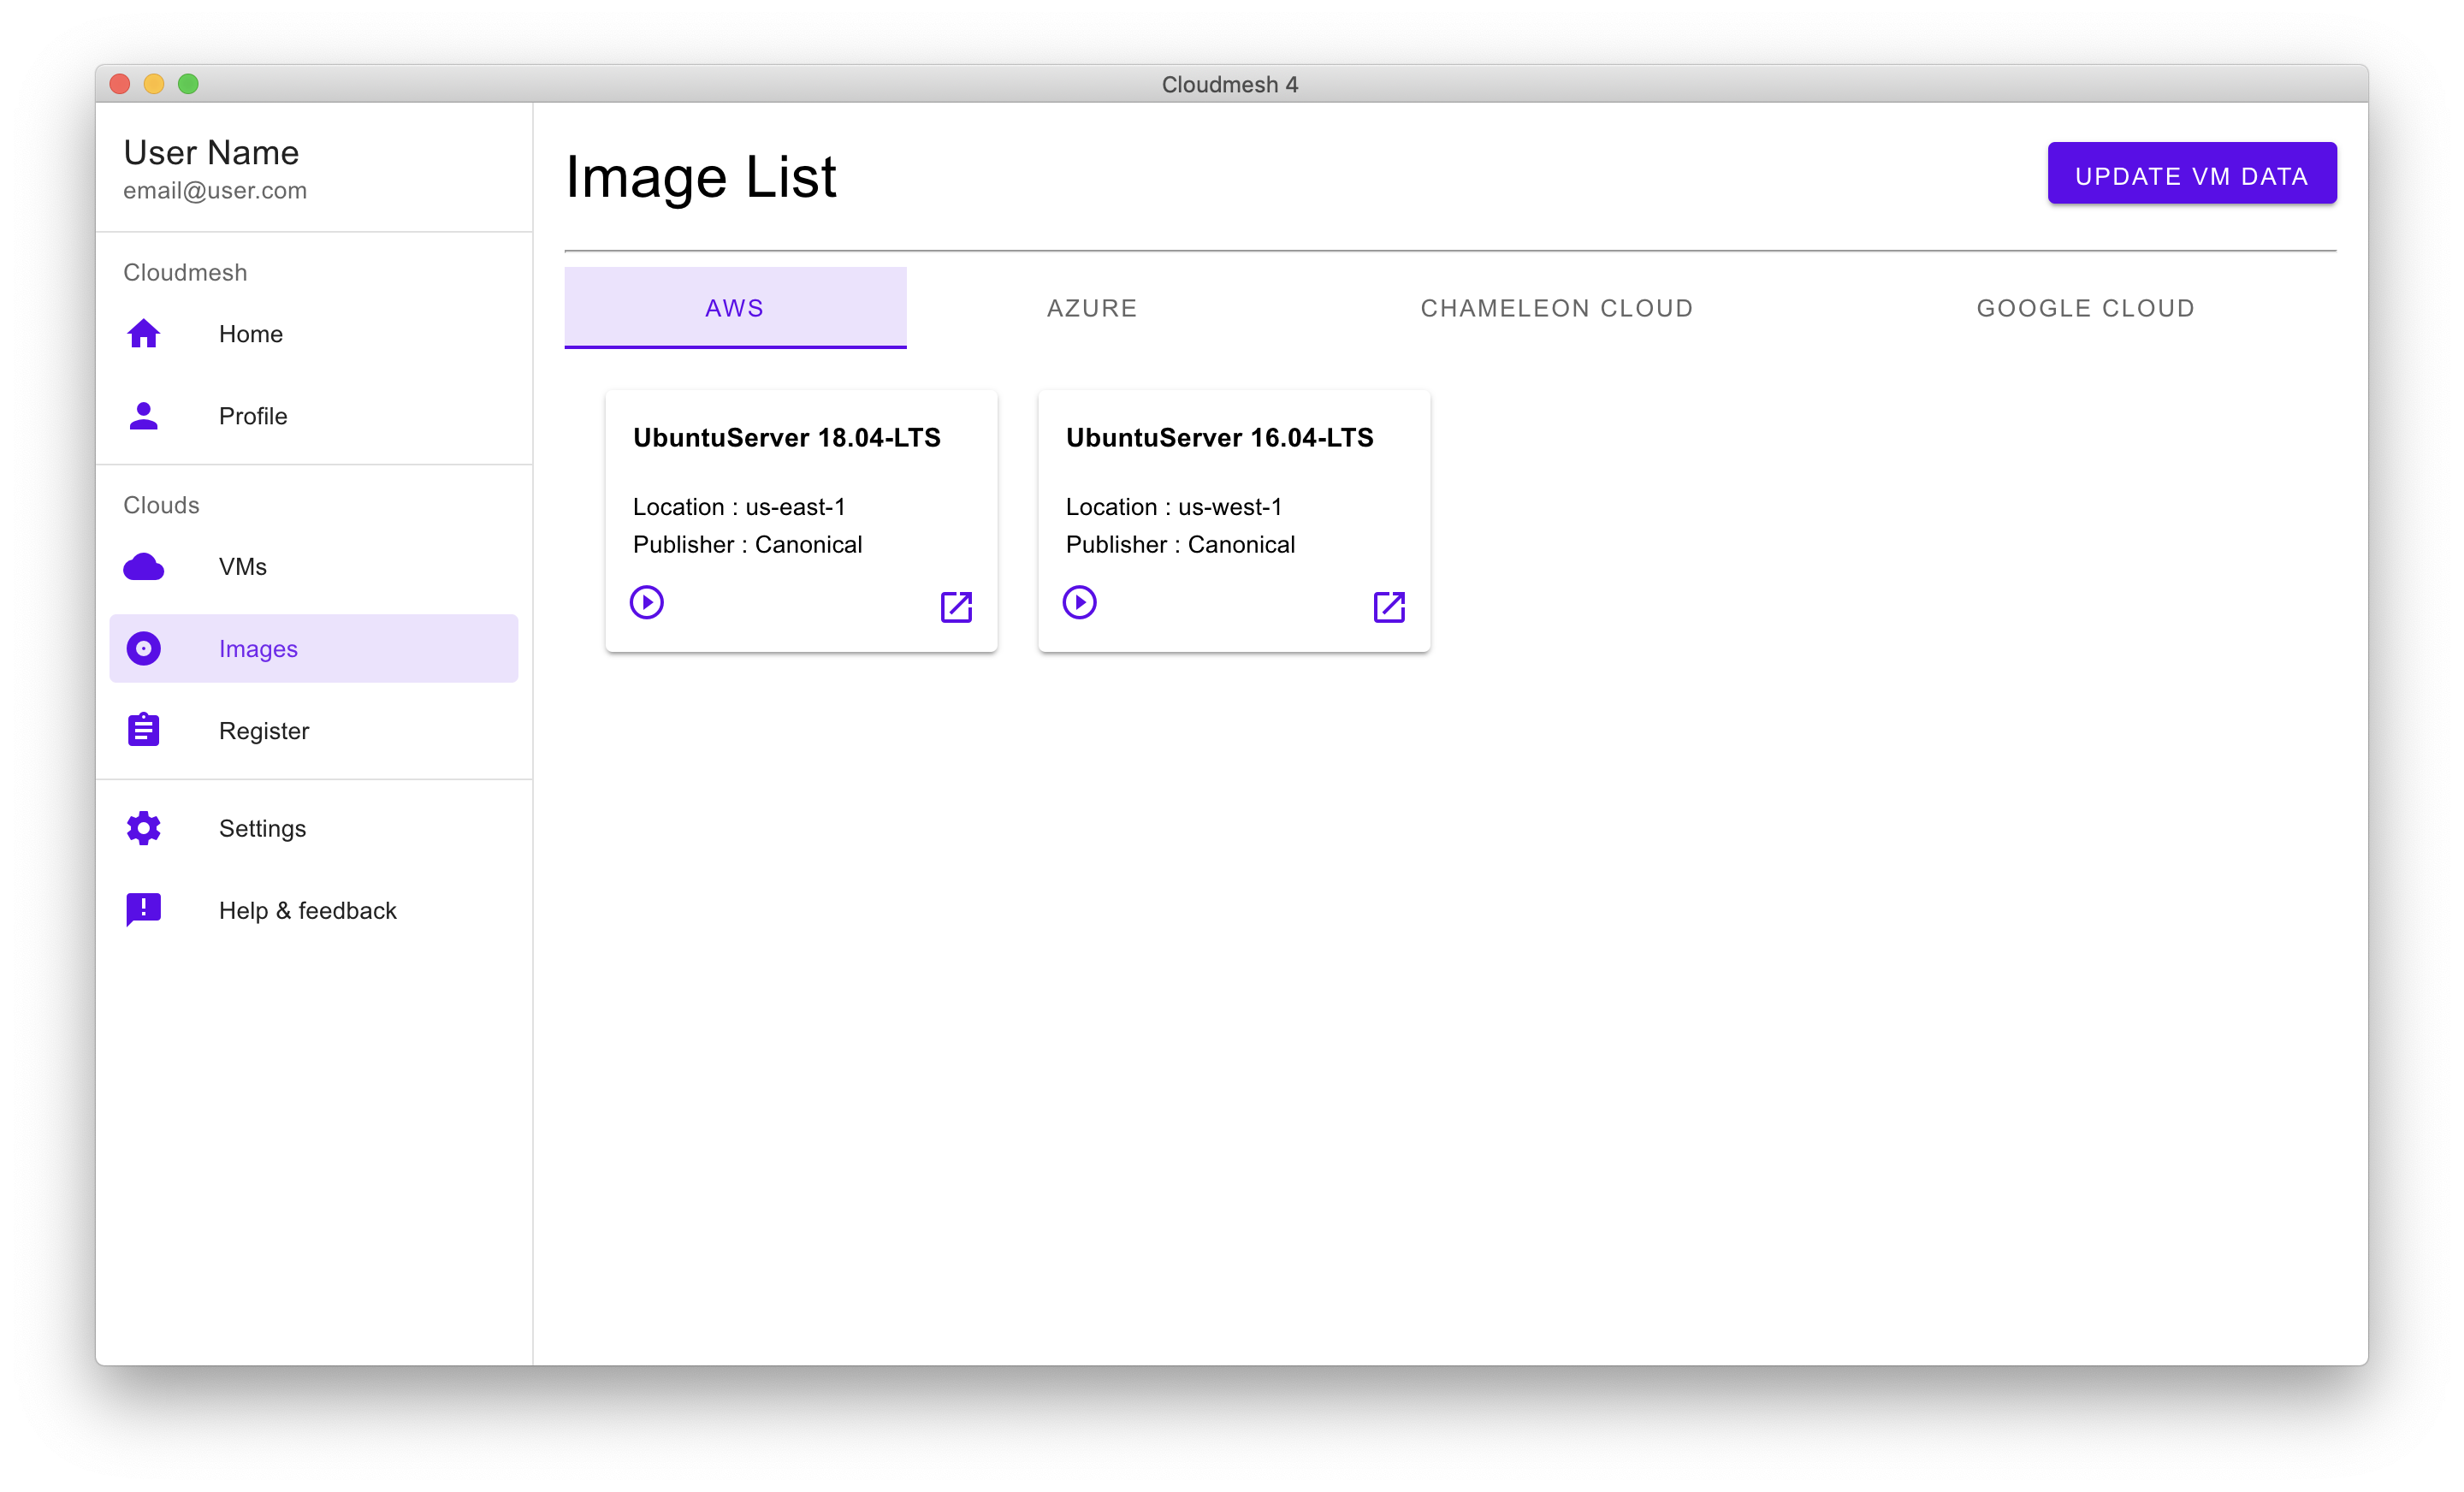 Cloudmesh 4
User Name
email@user.com
Cloudmesh
Home
Profile
Clouds
VMs
Images
Register
Settings
Help & feedback
Image List
UPDATE VM DATA
AWS
AZURE
CHAMELEON CLOUD
GOOGLE CLOUD
UbuntuServer 18.04-LTS
Location : us-east-1
Publisher : Canonical
UbuntuServer 16.04-LTS
Location : us-west-1
Publisher : Canonical